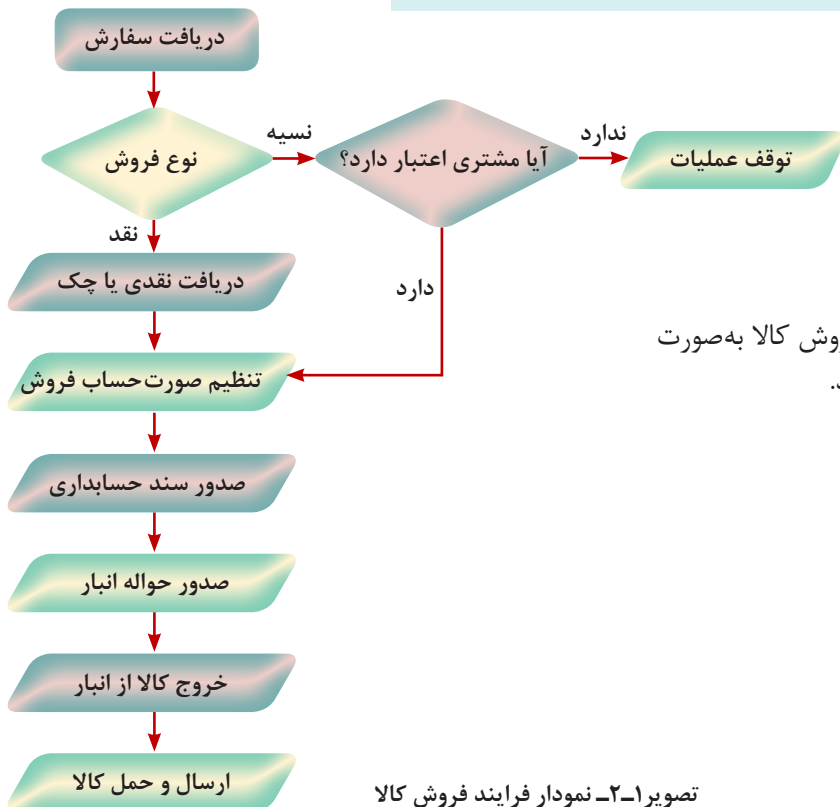 دریافت سفارش
نوع فروش
نسیه
آیا مشتری اعتبار دارد؟
ندارد
توقف عملیات
نقد
دارد
دریافت نقدی یا چک
تنظیم صورت‌حساب فروش
صدور سند حسابداری
صدور حواله انبار
خروج کالا از انبار
ارسال و حمل کالا
کالا به‌صورت
تصویر۱ـ۲ـ نمودار فرایند فروش کالا